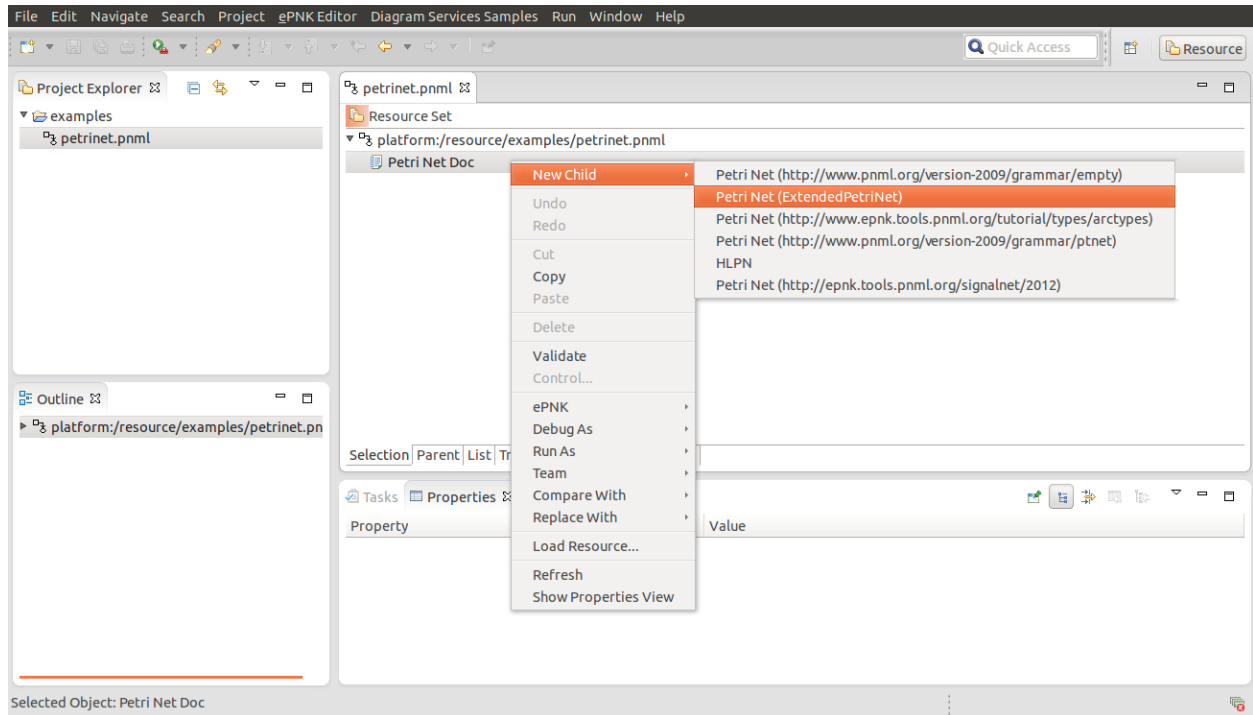 File Edit Navigate Search Project ePNK Editor Diagram Services Samples Run Window Help
Quick Access
Resource
Project Explorer
examples
petrinet.pnml
Outline
platform:/resource/examples/petrinet.pn
petrinet.pnml
Resource Set
platform:/resource/examples/petrinet.pnml
Petri Net Doc
New Child
Undo
Redo
Cut
Copy
Paste
Delete
Validate
Control...
ePNK
Debug As
Run As
Team
Compare With
Replace With
Load Resource...
Refresh
Show Properties View
Petri Net (http://www.pnml.org/version-2009/grammar/empty)
Petri Net (ExtendedPetriNet)
Petri Net (http://www.epnk.tools.pnml.org/tutorial/types/arctypes)
Petri Net (http://www.pnml.org/version-2009/grammar/ptnet)
HLPN
Petri Net (http://epnk.tools.pnml.org/signalnet/2012)
Selection Parent List Tr
Tasks Properties
Property Value
Selected Object: Petri Net Doc